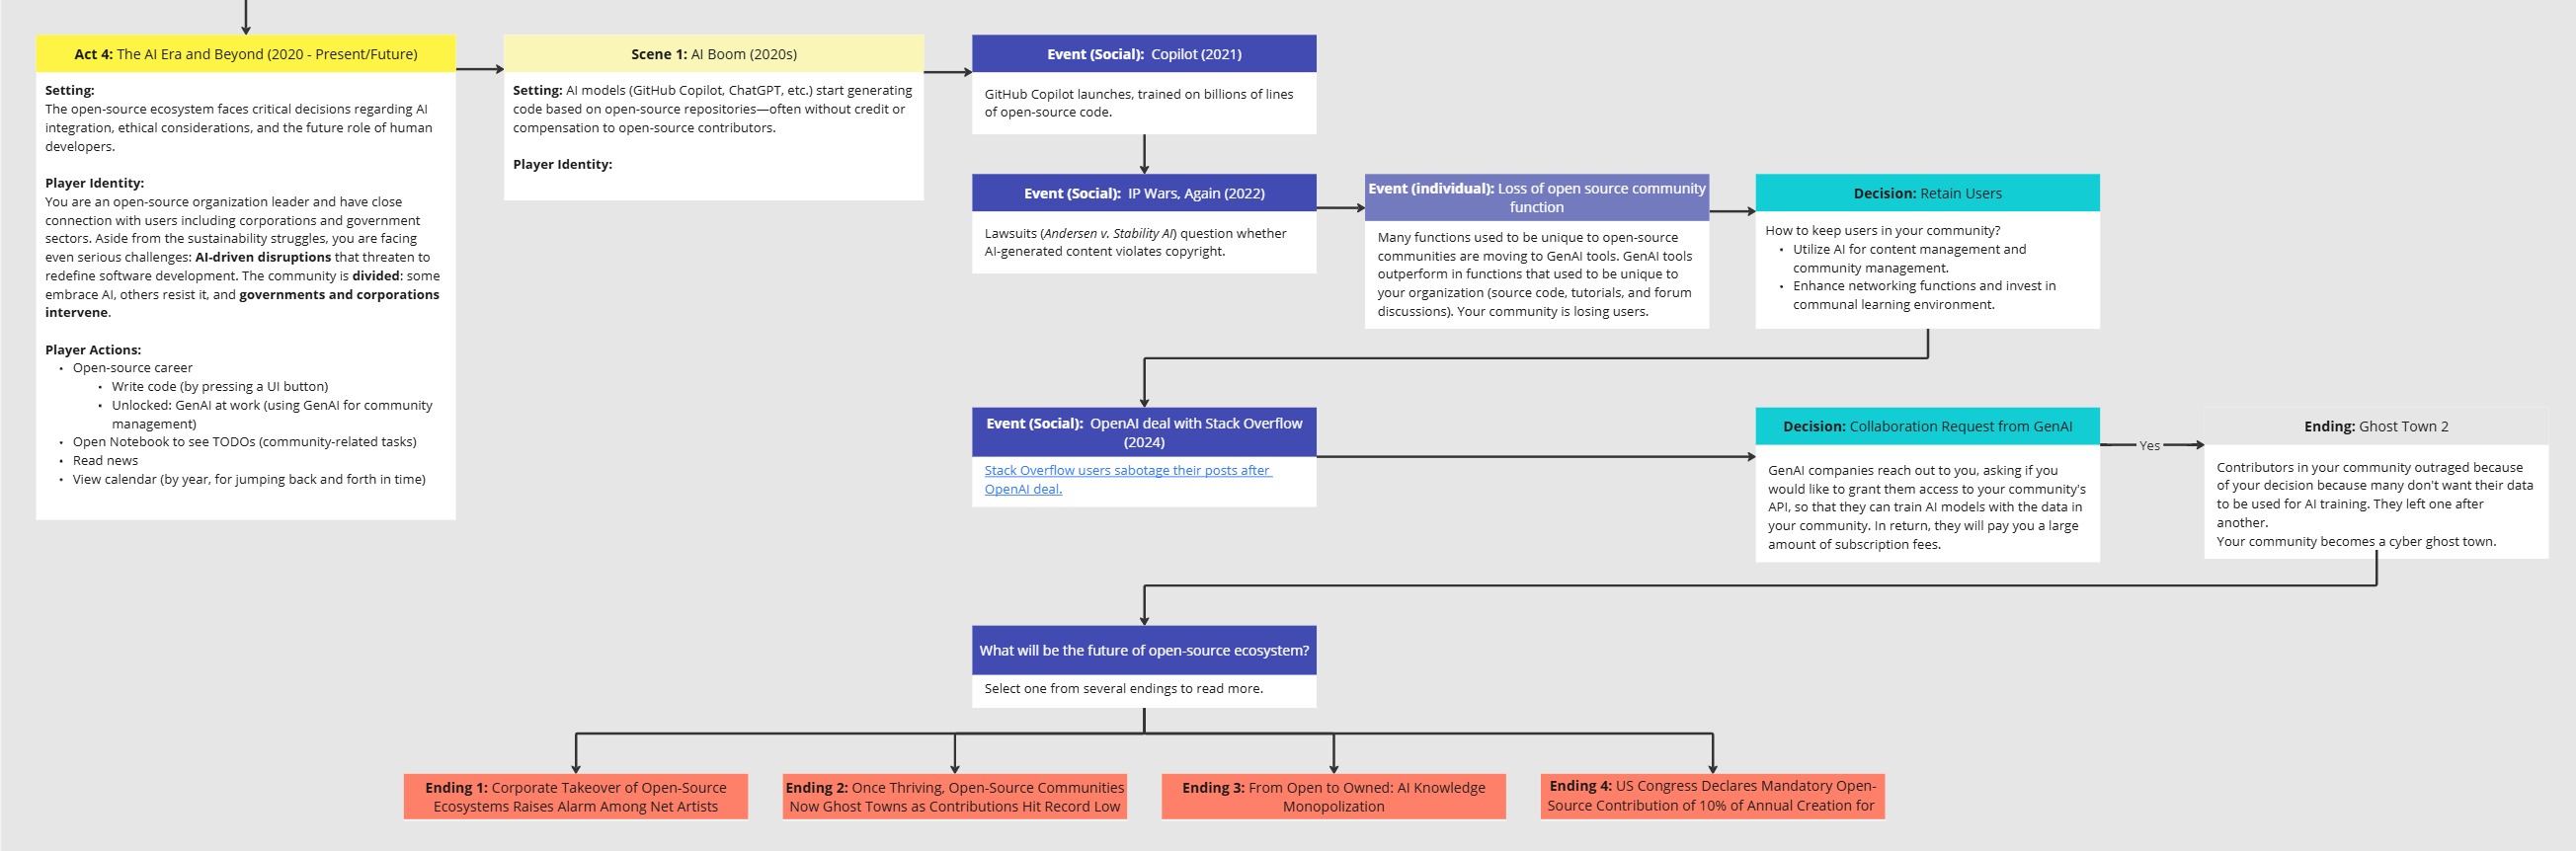 Act 4: The AI Era and Beyond (2020 - Present/Future)
Setting:
The open-source ecosystem faces critical decisions regarding AI
integration, ethical considerations, and the future role of human
developers.
Player Identity:
You are an open-source organization leader and have close
connection with users including corporations and government
sectors. Aside from the sustainability struggles, you are facing
even serious challenges: AI-driven disruptions that threaten to
redefine software development. The community is divided: some
embrace AI, others resist it, and governments and corporations
intervene.
Player Actions:
• Open-source career
• Write code (by pressing a UI button)
• Unlocked: GenAI at work (using GenAI for community
management)
• Open Notebook to see TODOs (community-related tasks)
• Read news
• View calendar (by year, for jumping back and forth in time)
Scene 1: AI Boom (2020s)
Setting: AI models (GitHub Copilot, ChatGPT, etc.) start generating
code based on open-source repositories—often without credit or
compensation to open-source contributors.
Player Identity:
Event (Social): Copilot (2021)
GitHub Copilot launches, trained on billions of lines
of open-source code.
Event (Social): IP Wars, Again (2022)
Lawsuits (Andersen v. Stability AI) question whether
AI-generated content violates copyright.
Event (individual): Loss of open source community
function
Many functions used to be unique to open-source
communities are moving to GenAI tools. GenAI tools
outperform in functions that used to be unique to
your organization (source code, tutorials, and forum
discussions). Your community is losing users.
Decision: Retain Users
How to keep users in your community?
• Utilize AI for content management and
community management.
• Enhance networking functions and invest in
communal learning environment.
Event (Social): OpenAI deal with Stack Overflow
(2024)
Stack Overflow users sabotage their posts after
OpenAI deal.
Decision: Collaboration Request from GenAI
GenAI companies reach out to you, asking if you
would like to grant them access to your community's
API, so that they can train AI models with the data in
your community. In return, they will pay you a large
amount of subscription fees.
Yes
Ending: Ghost Town 2
Contributors in your community outraged because
of your decision because many don't want their data
to be used for AI training. They left one after
another.
Your community becomes a cyber ghost town.
What will be the future of open-source ecosystem?
Select one from several endings to read more.
Ending 1: Corporate Takeover of Open-Source
Ecosystems Raises Alarm Among Net Artists
Ending 2: Once Thriving, Open-Source Communities
Now Ghost Towns as Contributions Hit Record Low
Ending 3: From Open to Owned: AI Knowledge
Monopolization
Ending 4: US Congress Declares Mandatory Open-
Source Contribution of 10% of Annual Creation for